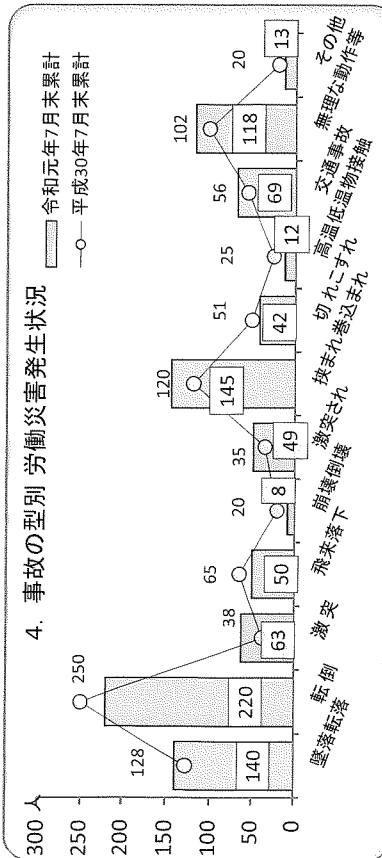 4. 事故の型別 労働災害発生状況
令和元年7月末累計
平成30年7月末累計
300 人
250
200
150
100
50
0
128
250
38
65
20
35
120
51
25
56
102
20
140
220
63
50
8
49
145
42
12
69
118
13
墜落転落
転倒
激突
飛来落下
崩壊倒壊
激突され
挟まれ巻込まれ
切れこすれ
高温低温物接触
交通事故
無理な動作等
その他